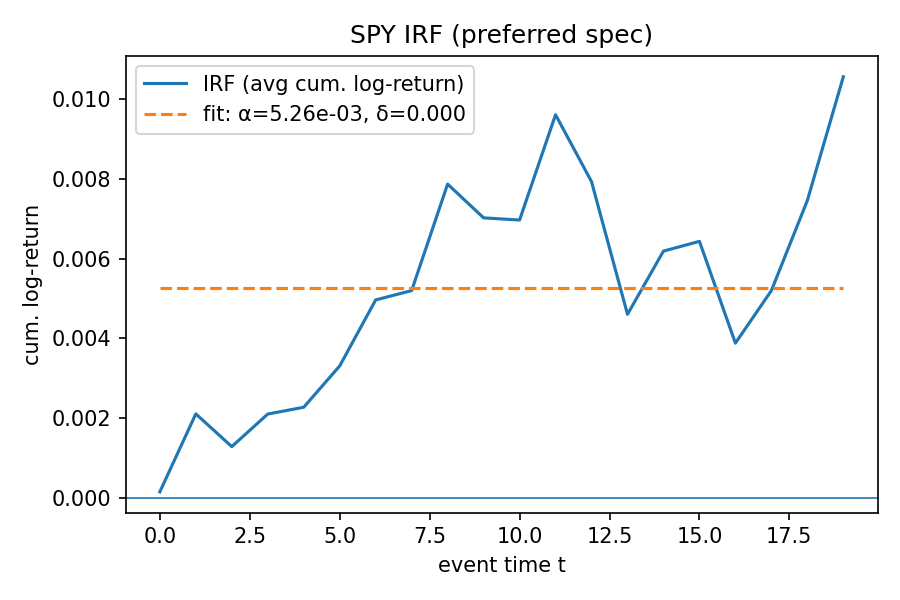 SPY IRF (preferred spec)
IRF (avg cum. log-return)
fit: α=5.26e-03, δ=0.000
cum. log-return
0.010
0.008
0.006
0.004
0.002
0.000
0.0 2.5 5.0 7.5 10.0 12.5 15.0 17.5
event time t